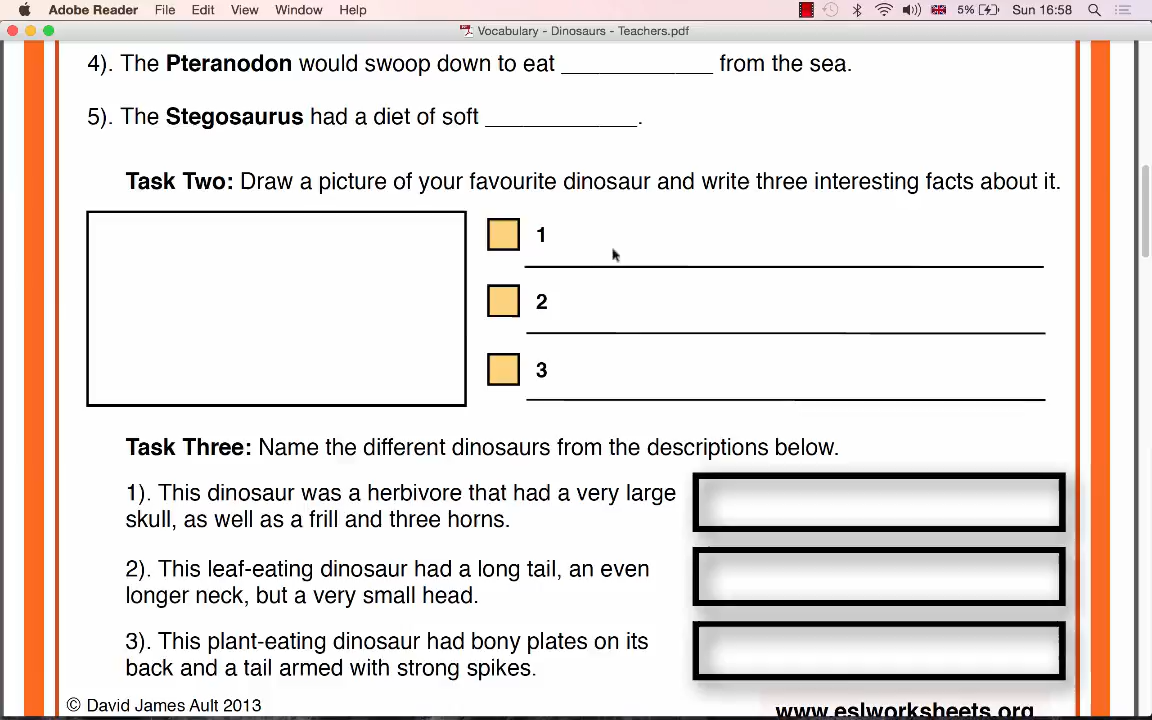 Adobe Reader File Edit View Window Help 5% Sun 16:58
Vocabulary - Dinosaurs - Teachers.pdf
4). The Pteranodon would swoop down to eat ____________ from the sea.
5). The Stegosaurus had a diet of soft ____________.
Task Two: Draw a picture of your favourite dinosaur and write three interesting facts about it.
1
2
3
Task Three: Name the different dinosaurs from the descriptions below.
1). This dinosaur was a herbivore that had a very large
skull, as well as a frill and three horns.
2). This leaf-eating dinosaur had a long tail, an even
longer neck, but a very small head.
3). This plant-eating dinosaur had bony plates on its
back and a tail armed with strong spikes.
© David James Ault 2013
www.eslworksheets.org